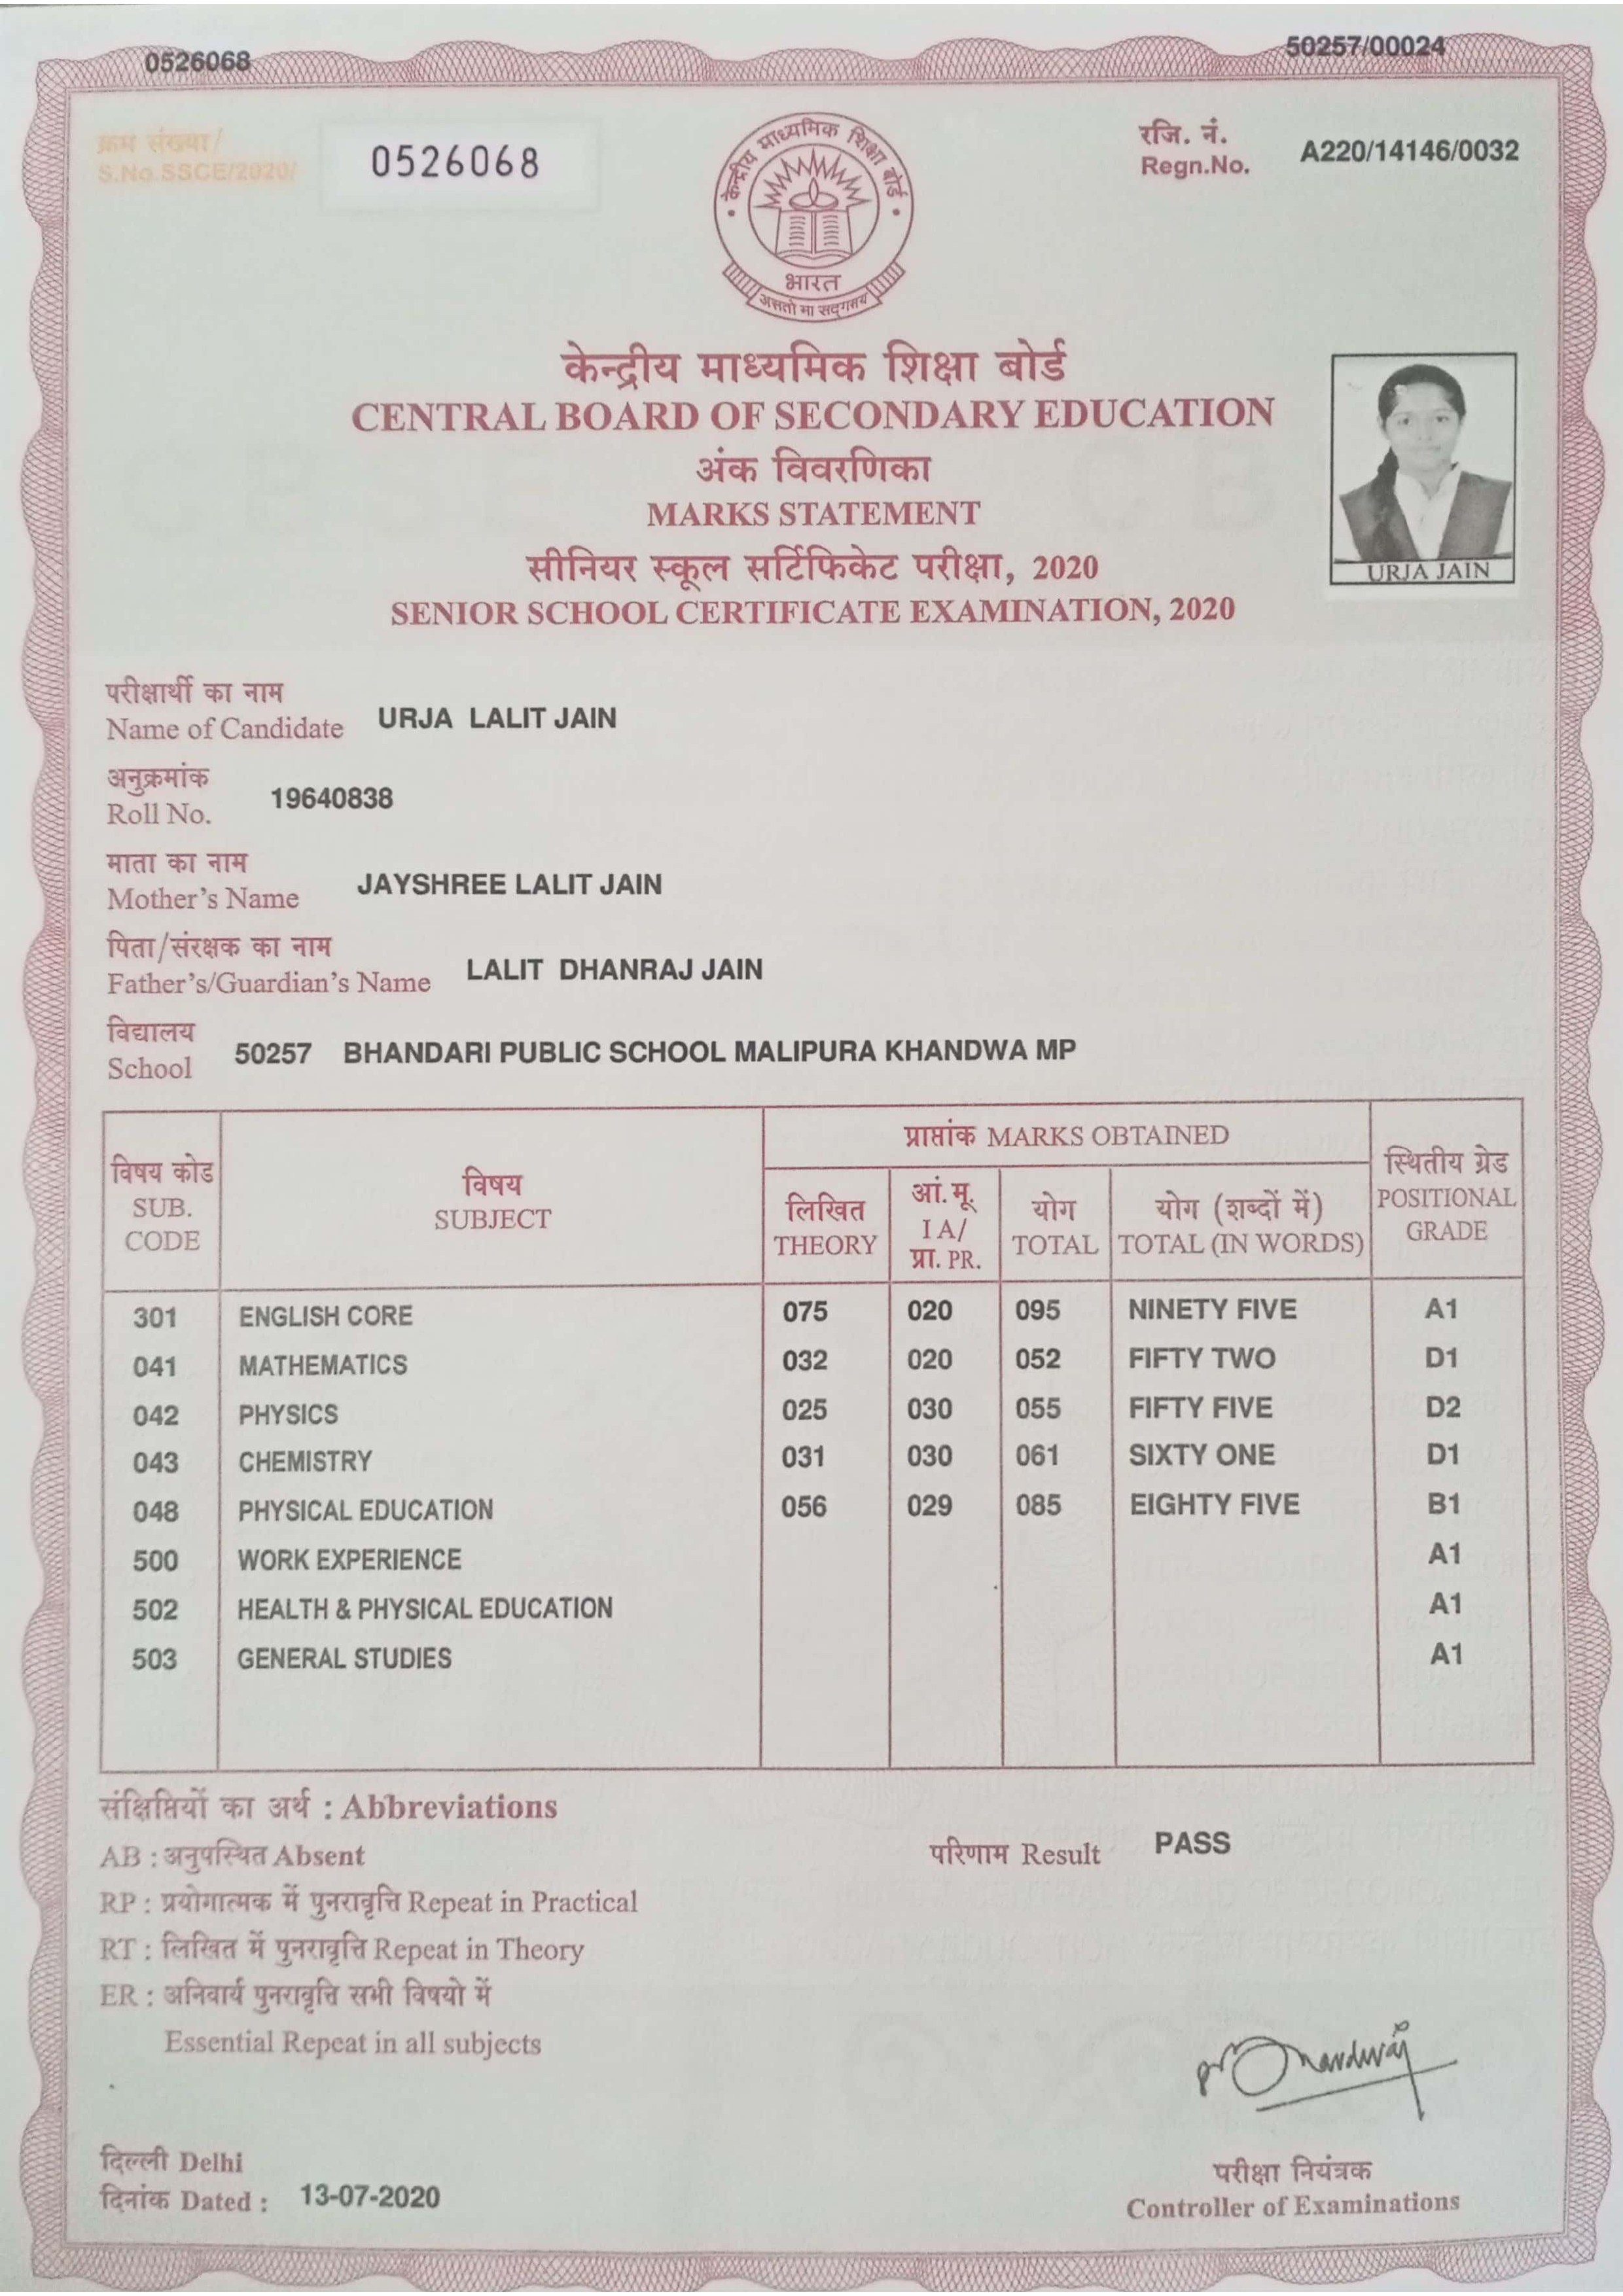 0526068
50257/00024
क्रम संख्या/
S.No.SSCE/2020/
0526068
रजि. नं.
Regn.No.
A220/14146/0032
केन्द्रीय माध्यमिक शिक्षा बोर्ड
भारत
असतो मा सद्गमय
केन्द्रीय माध्यमिक शिक्षा बोर्ड
CENTRAL BOARD OF SECONDARY EDUCATION
अंक विवरणिका
MARKS STATEMENT
सीनियर स्कूल सर्टिफिकेट परीक्षा, 2020
SENIOR SCHOOL CERTIFICATE EXAMINATION, 2020
URJA JAIN
परीक्षार्थी का नाम
Name of Candidate URJA LALIT JAIN
अनुक्रमांक
Roll No. 19640838
माता का नाम
Mother's Name JAYSHREE LALIT JAIN
पिता/संरक्षक का नाम
Father's/Guardian's Name LALIT DHANRAJ JAIN
विद्यालय
School 50257 BHANDARI PUBLIC SCHOOL MALIPURA KHANDWA MP
विषय कोड
SUB.
CODE
विषय
SUBJECT
प्राप्तांक MARKS OBTAINED
लिखित
THEORY
आं.मू.
I A/
प्रा. PR.
योग
TOTAL
योग (शब्दों में)
TOTAL (IN WORDS)
स्थितीय ग्रेड
POSITIONAL
GRADE
301 ENGLISH CORE 075 020 095 NINETY FIVE A1
041 MATHEMATICS 032 020 052 FIFTY TWO D1
042 PHYSICS 025 030 055 FIFTY FIVE D2
043 CHEMISTRY 031 030 061 SIXTY ONE D1
048 PHYSICAL EDUCATION 056 029 085 EIGHTY FIVE B1
500 WORK EXPERIENCE A1
502 HEALTH & PHYSICAL EDUCATION A1
503 GENERAL STUDIES A1
संक्षिप्तियों का अर्थ : Abbreviations
AB : अनुपस्थित Absent
परिणाम Result PASS
RP : प्रयोगात्मक में पुनरावृत्ति Repeat in Practical
RT : लिखित में पुनरावृत्ति Repeat in Theory
ER : अनिवार्य पुनरावृत्ति सभी विषयो में
Essential Repeat in all subjects
दिल्ली Delhi
दिनांक Dated : 13-07-2020
परीक्षा नियंत्रक
Controller of Examinations